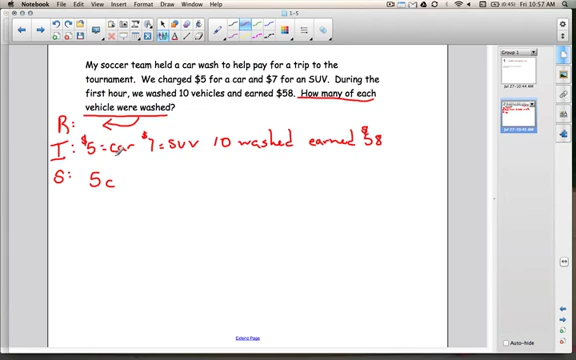 Notebook File Edit View Insert Format Window Help
(0:45) Fri 10:57 AM
1-5
My soccer team held a car wash to help pay for a trip to the
tournament. We charged $5 for a car and $7 for an SUV. During the
first hour, we washed 10 vehicles and earned $58. How many of each
vehicle were washed?
R:
I: $5 = car $7 = SUV 10 washed earned $58
S: 5c
Extend Page
Group 1
Jul 27-10:44 AM
Jul 27-10:54 AM
Auto-hide